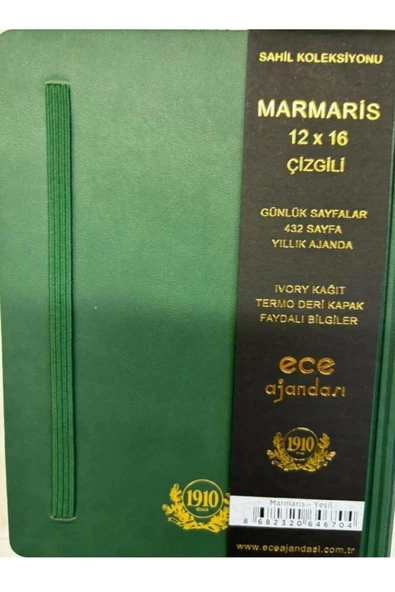 SAHİL KOLEKSİYONU
MARMARİS
12 x 16
ÇİZGİLİ
GÜNLÜK SAYFALAR
432 SAYFA
YILLIK AJANDA
IVORY KAĞIT
TERMO DERİ KAPAK
FAYDALI BİLGİLER
ece
ajandası
1910
1910
Marmaris - Yeşil
8 682320 646704
www.eceajandasi.com.tr